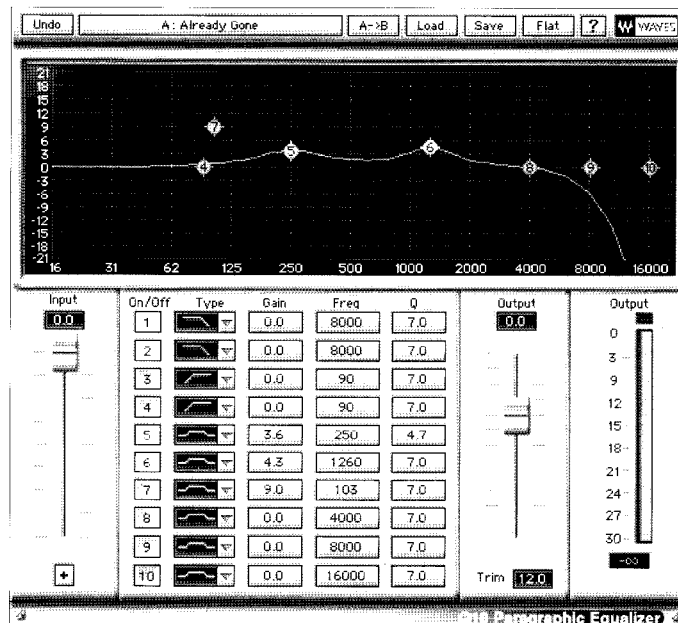 Undo A: Already Gone A->B Load Save Flat ? WAVES
21
18
15
12
9
6
3
0
-3
-6
-9
-12
-15
-18
-21
7
4 5 6 8 9 10
16 31 62 125 250 500 1000 2000 4000 8000 16000
Input
0.0
On/Off Type Gain Freq Q
1 0.0 8000 7.0
2 0.0 8000 7.0
3 0.0 90 7.0
4 0.0 90 7.0
5 3.6 250 4.7
6 4.3 1260 7.0
7 9.0 103 7.0
8 0.0 4000 7.0
9 0.0 8000 7.0
10 0.0 16000 7.0
+
Output
0.0
Trim 12.0
Output
0
3
9
12
15
18
21
24
27
30
-oo
Q10 Paragraphic Equalizer